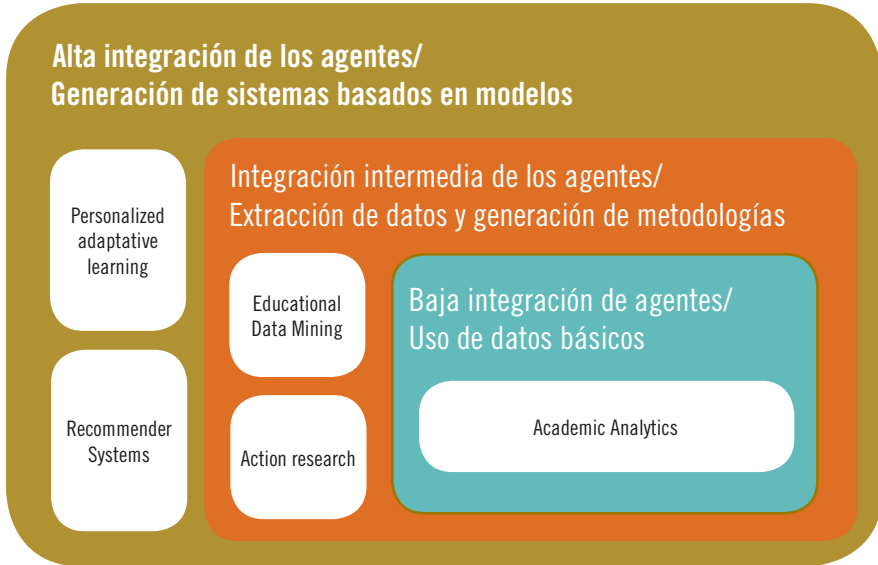 Alta integración de los agentes/
Generación de sistemas basados en modelos
Personalized
adaptative
learning
Recommender
Systems
Integración intermedia de los agentes/
Extracción de datos y generación de metodologías
Educational
Data Mining
Action research
Baja integración de agentes/
Uso de datos básicos
Academic Analytics